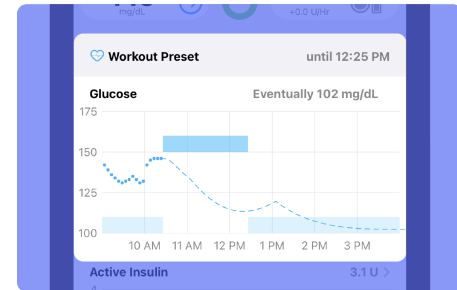 mg/dL
+0.0 U/Hr
Workout Preset until 12:25 PM
Glucose Eventually 102 mg/dL
175
150
125
100
10 AM 11 AM 12 PM 1 PM 2 PM 3 PM
Active Insulin 3.1 U